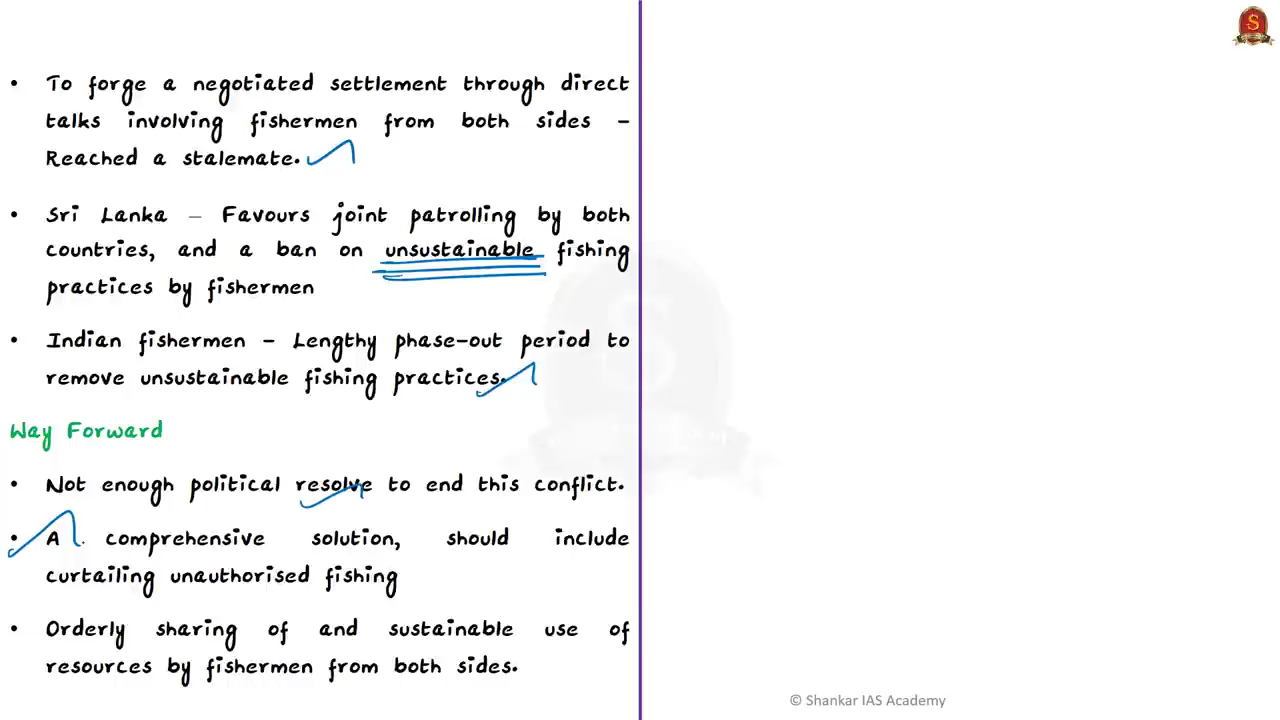 • To forge a negotiated settlement through direct
talks involving fishermen from both sides –
Reached a stalemate.
• Sri Lanka – Favours joint patrolling by both
countries, and a ban on unsustainable fishing
practices by fishermen
• Indian fishermen – Lengthy phase-out period to
remove unsustainable fishing practices.
Way Forward
• Not enough political resolve to end this conflict.
• A comprehensive solution, should include
curtailing unauthorised fishing
• Orderly sharing of and sustainable use of
resources by fishermen from both sides.
S
© Shankar IAS Academy